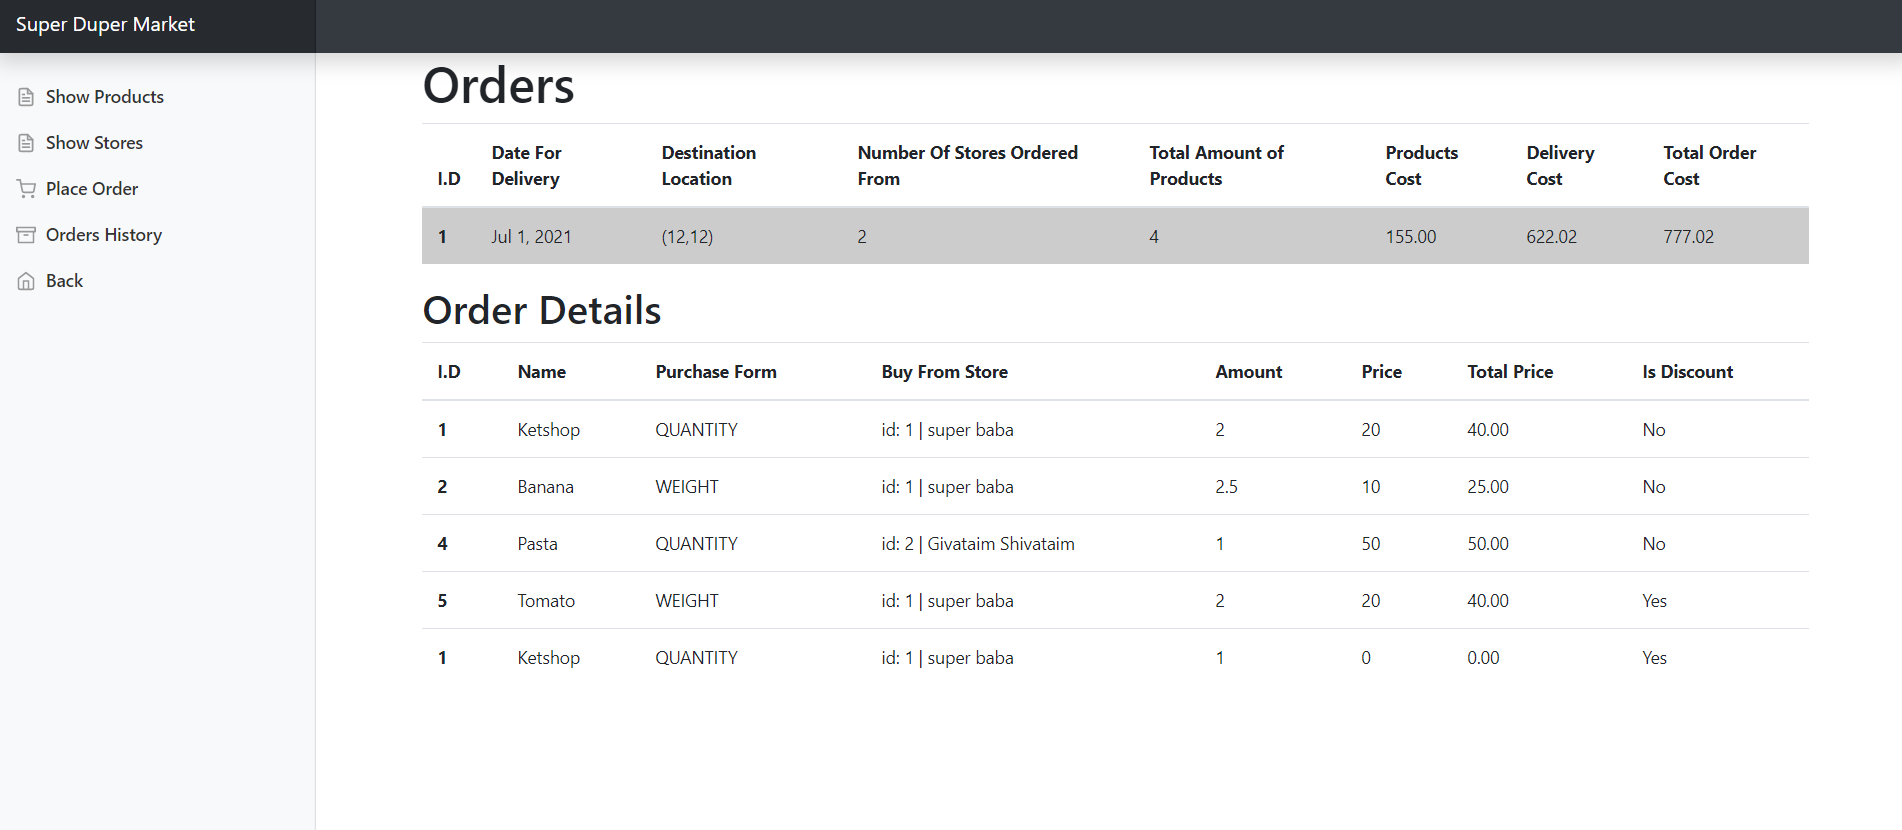 Super Duper Market
Show Products
Show Stores
Place Order
Orders History
Back
Orders
I.D Date For Delivery Destination Location Number Of Stores Ordered From Total Amount of Products Products Cost Delivery Cost Total Order Cost
1 Jul 1, 2021 (12,12) 2 4 155.00 622.02 777.02
Order Details
I.D Name Purchase Form Buy From Store Amount Price Total Price Is Discount
1 Ketshop QUANTITY id: 1 | super baba 2 20 40.00 No
2 Banana WEIGHT id: 1 | super baba 2.5 10 25.00 No
4 Pasta QUANTITY id: 2 | Givataim Shivataim 1 50 50.00 No
5 Tomato WEIGHT id: 1 | super baba 2 20 40.00 Yes
1 Ketshop QUANTITY id: 1 | super baba 1 0 0.00 Yes